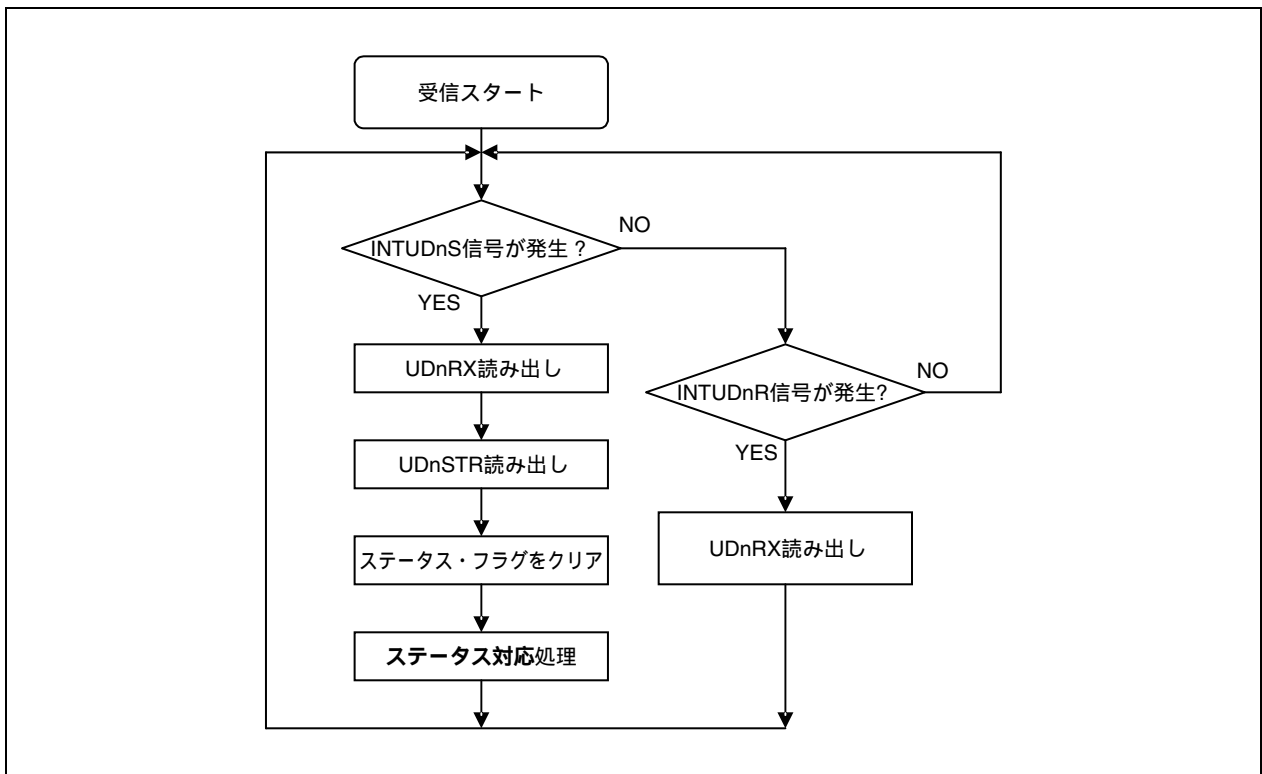 受信スタート
INTUDnS信号が発生？
NO
YES
UDnRX読み出し
INTUDnR信号が発生?
NO
UDnSTR読み出し
YES
ステータス・フラグをクリア
UDnRX読み出し
ステータス対応処理